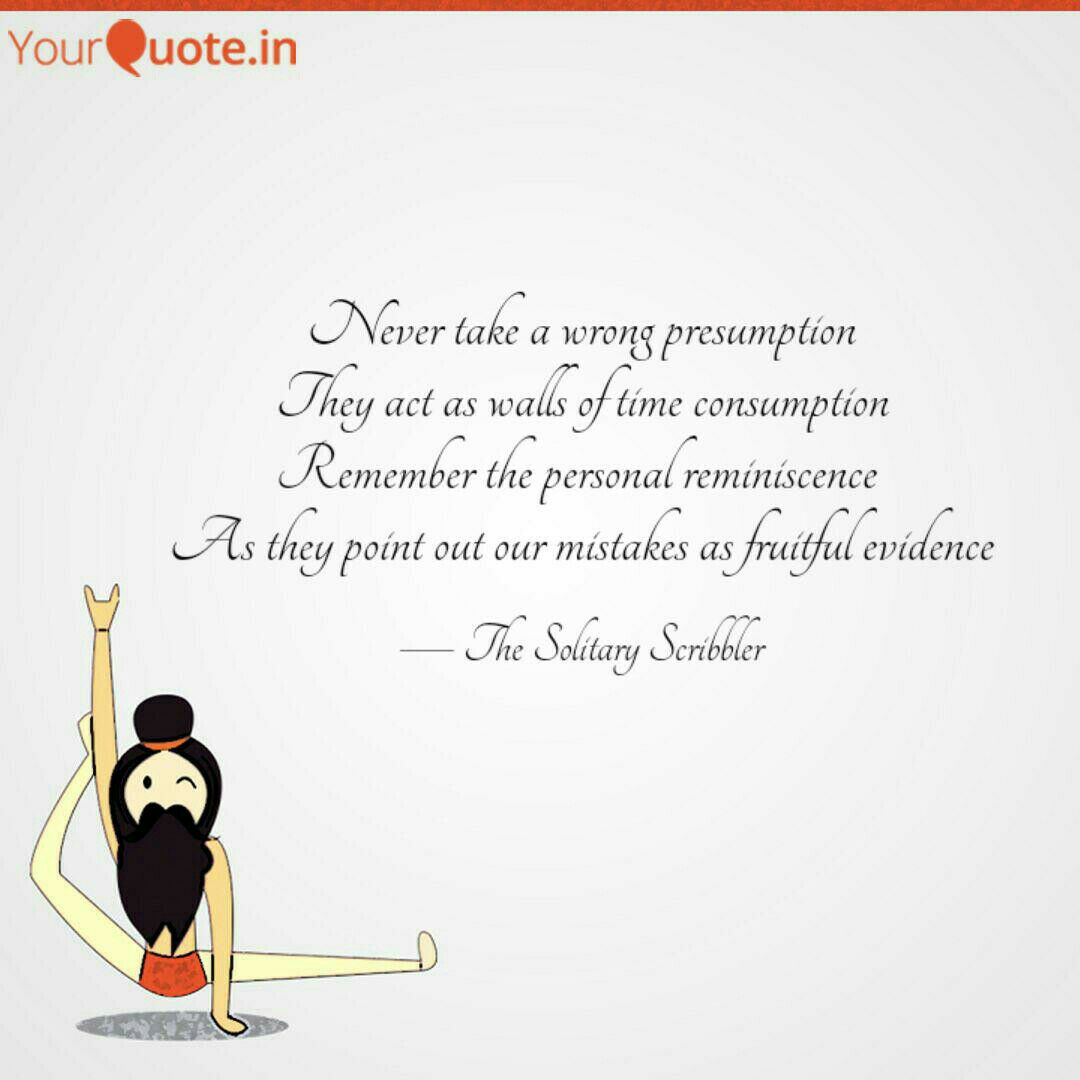 YourQuote.in
Never take a wrong presumption
They act as walls of time consumption
Remember the personal reminiscence
As they point out our mistakes as fruitful evidence
— The Solitary Scribbler